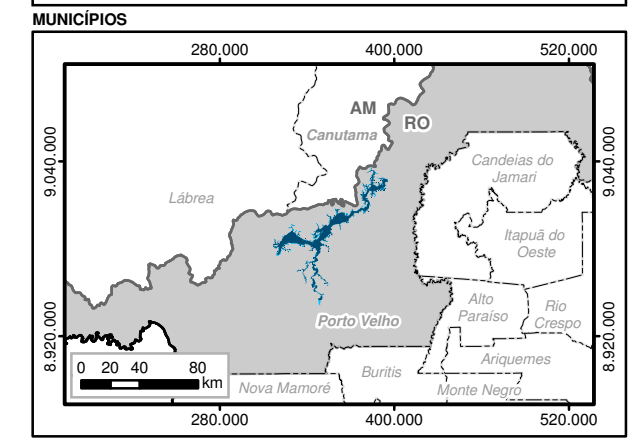 MUNICÍPIOS
280.000 400.000 520.000
AM
RO
Canutama
9.040.000
9.040.000
Candeias do
Jamari
Lábrea
Itapuã do
Oeste
Alto
Paraíso
Rio
Crespo
Porto Velho
8.920.000
8.920.000
Ariquemes
0 20 40 80
km
Buritis
Nova Mamoré
Monte Negro
280.000 400.000 520.000